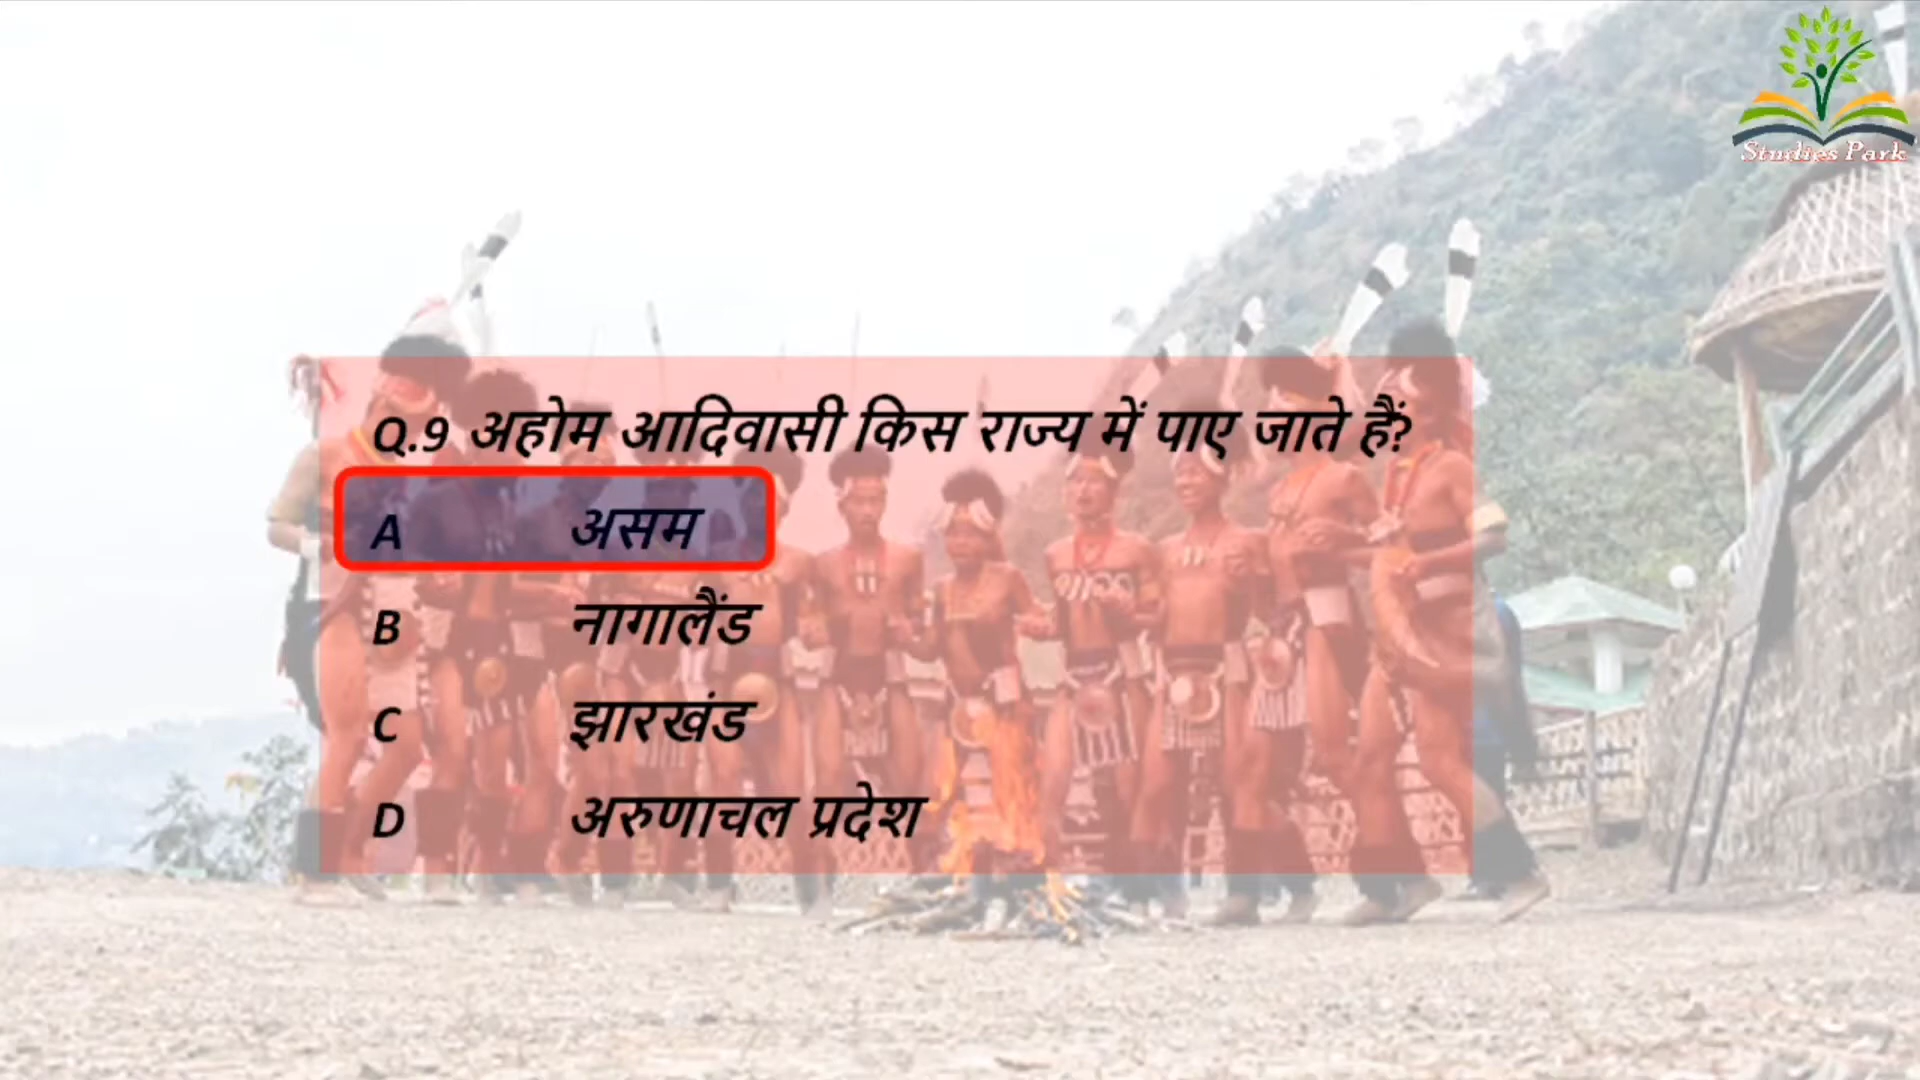 Studies Park
Q.9 अहोम आदिवासी किस राज्य में पाए जाते हैं?
A असम
B नागालैंड
C झारखंड
D अरुणाचल प्रदेश